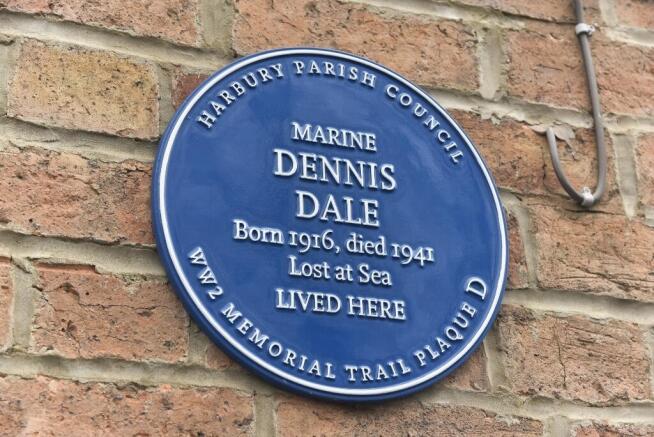 HARBURY PARISH COUNCIL
MARINE
DENNIS
DALE
Born 1916, died 1941
Lost at Sea
LIVED HERE
WW2 MEMORIAL TRAIL PLAQUE D